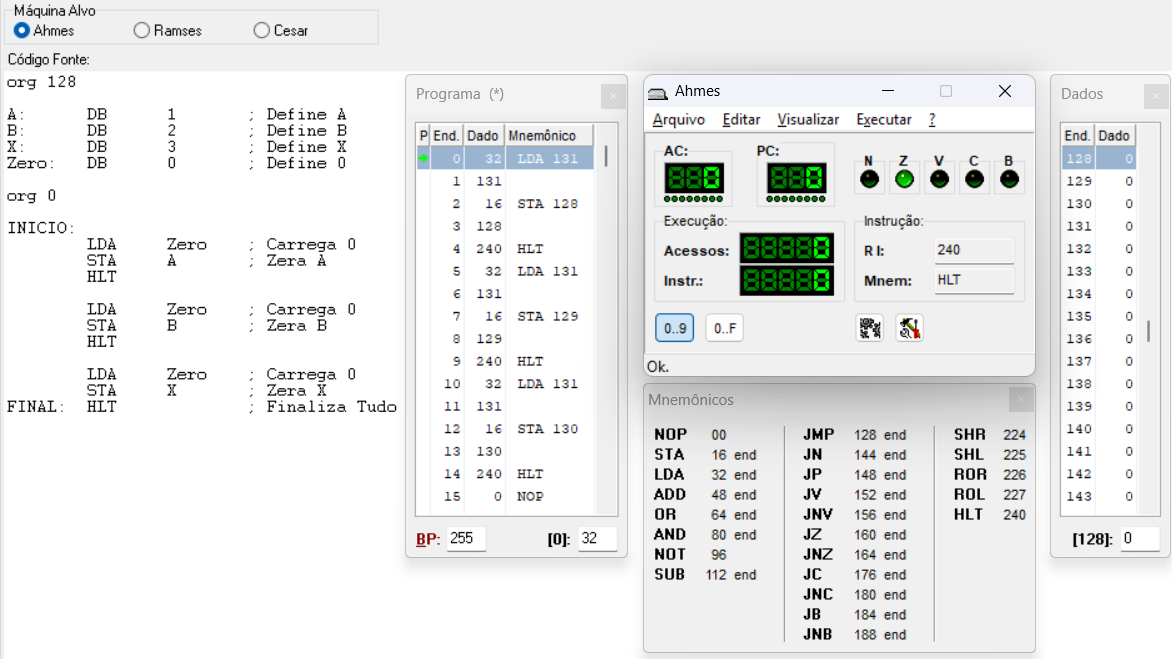 Máquina Alvo
Ahmes Ramses Cesar
Código Fonte:
org 128
A: DB 1 ; Define A
B: DB 2 ; Define B
X: DB 3 ; Define X
Zero: DB 0 ; Define 0
org 0
INICIO:
LDA Zero ; Carrega 0
STA A ; Zera A
HLT
LDA Zero ; Carrega 0
STA B ; Zera B
HLT
LDA Zero ; Carrega 0
STA X ; Zera X
FINAL: HLT ; Finaliza Tudo
Programa (*)
P End. Dado Mnemônico
0 32 LDA 131
1 131
2 16 STA 128
3 128
4 240 HLT
5 32 LDA 131
6 131
7 16 STA 129
8 129
9 240 HLT
10 32 LDA 131
11 131
12 16 STA 130
13 130
14 240 HLT
15 0 NOP
BP: 255 [0]: 32
Ahmes
Arquivo Editar Visualizar Executar ?
AC: PC: N Z V C B
0 0
Execução: Instrução:
Acessos: 0 R I: 240
Instr.: 0 Mnem: HLT
0..9 0..F
Ok.
Mnemônicos
NOP 00 JMP 128 end SHR 224
STA 16 end JN 144 end SHL 225
LDA 32 end JP 148 end ROR 226
ADD 48 end JV 152 end ROL 227
OR 64 end JNV 156 end HLT 240
AND 80 end JZ 160 end
NOT 96 JNZ 164 end
SUB 112 end JC 176 end
JNC 180 end
JB 184 end
JNB 188 end
Dados
End. Dado
128 0
129 0
130 0
131 0
132 0
133 0
134 0
135 0
136 0
137 0
138 0
139 0
140 0
141 0
142 0
143 0
[128]: 0